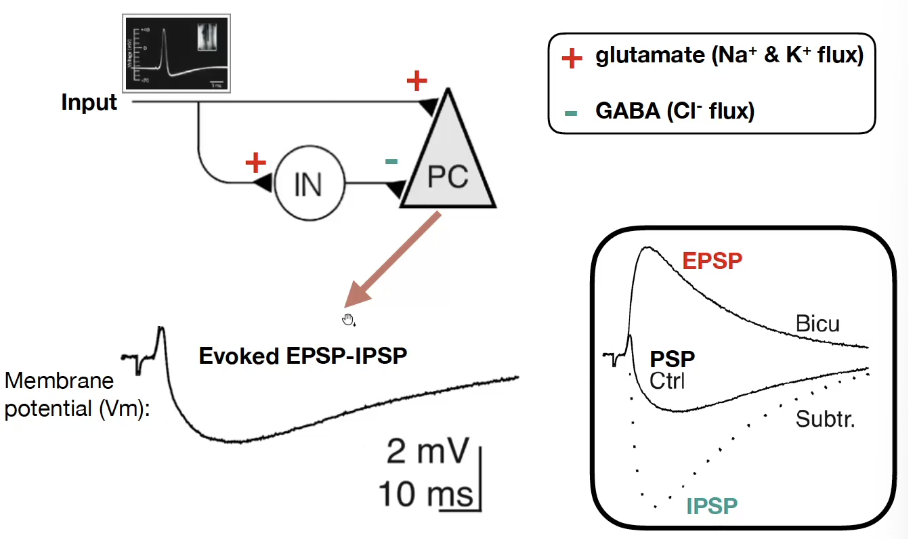 Input
+
+
-
IN
PC
+ glutamate (Na⁺ & K⁺ flux)
- GABA (Cl⁻ flux)
Evoked EPSP-IPSP
Membrane
potential (Vm):
2 mV
10 ms
EPSP
Bicu
PSP
Ctrl
Subtr.
IPSP